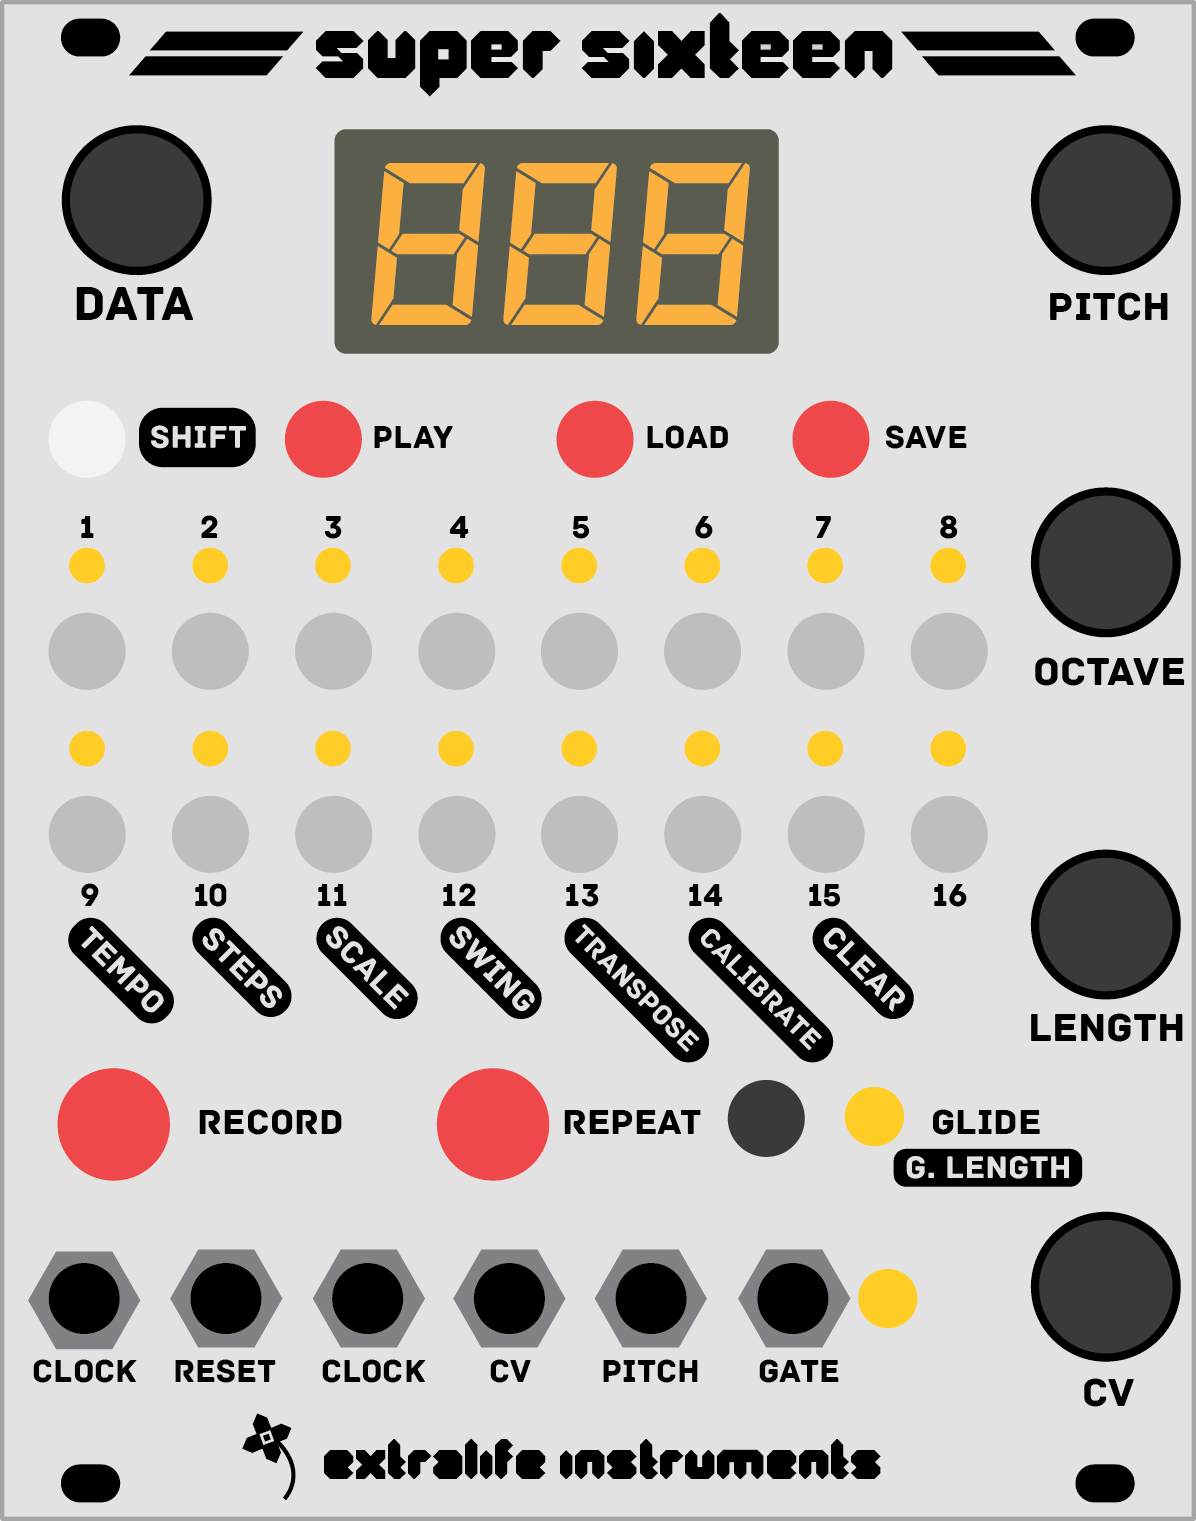 super sixteen
888
DATA
PITCH
SHIFT PLAY LOAD SAVE
1 2 3 4 5 6 7 8
OCTAVE
9 10 11 12 13 14 15 16
TEMPO STEPS SCALE SWING TRANSPOSE CALIBRATE CLEAR
LENGTH
RECORD REPEAT GLIDE
G. LENGTH
CLOCK RESET CLOCK CV PITCH GATE
CV
extralife instruments